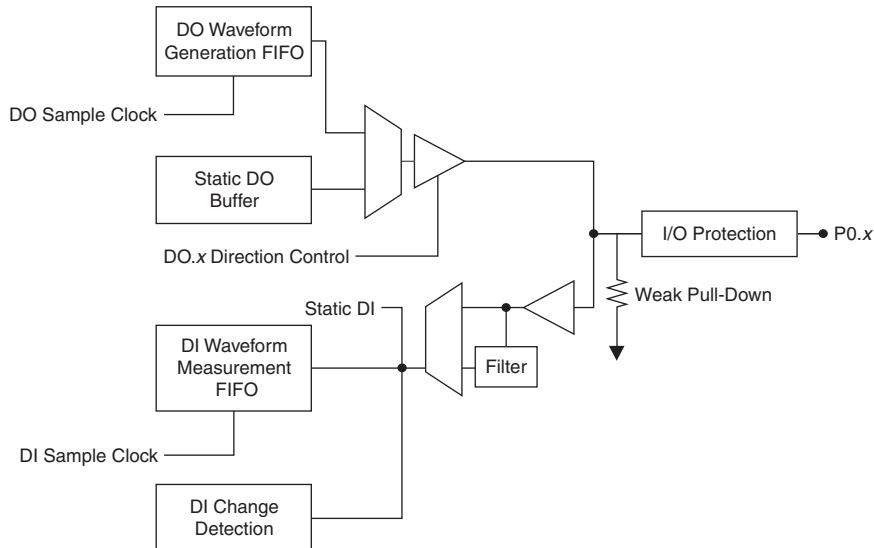 DO Waveform
Generation FIFO
DO Sample Clock
Static DO
Buffer
DO.x Direction Control
I/O Protection
P0.x
Weak Pull-Down
Static DI
DI Waveform
Measurement
FIFO
Filter
DI Sample Clock
DI Change
Detection